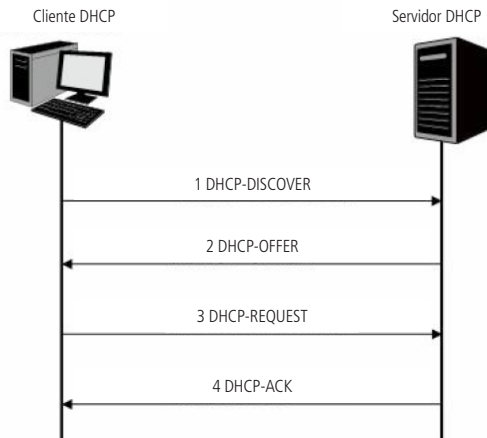 Cliente DHCP
Servidor DHCP
1 DHCP-DISCOVER
2 DHCP-OFFER
3 DHCP-REQUEST
4 DHCP-ACK